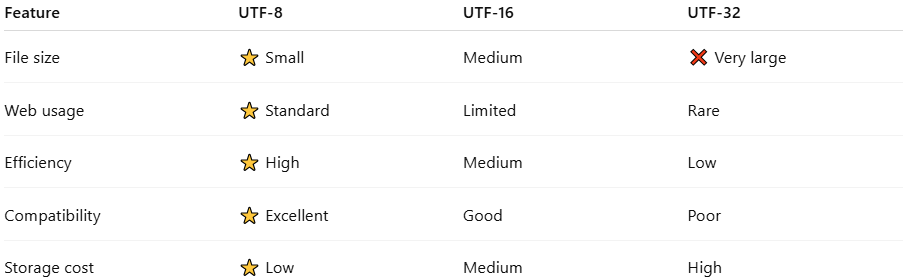 Feature UTF-8 UTF-16 UTF-32
File size ⭐ Small Medium ❌ Very large
Web usage ⭐ Standard Limited Rare
Efficiency ⭐ High Medium Low
Compatibility ⭐ Excellent Good Poor
Storage cost ⭐ Low Medium High